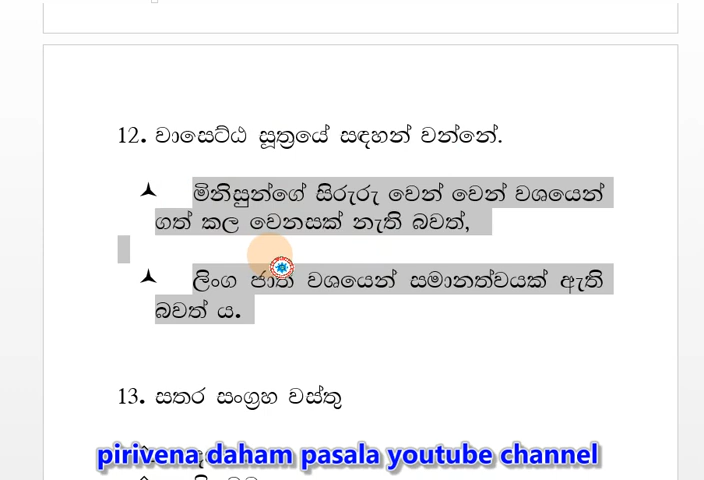 12. වාසෙට්ඨ සූත්‍රයේ සඳහන් වන්නේ.
මිනිසුන්ගේ සිරුරු වෙන් වෙන් වශයෙන්
ගත් කල වෙනසක් නැති බවත්,
ලිංග ජාති වශයෙන් සමානත්වයක් ඇති
බවත් ය.
13. සතර සංග්‍රහ වස්තු
pirivena daham pasala youtube channel